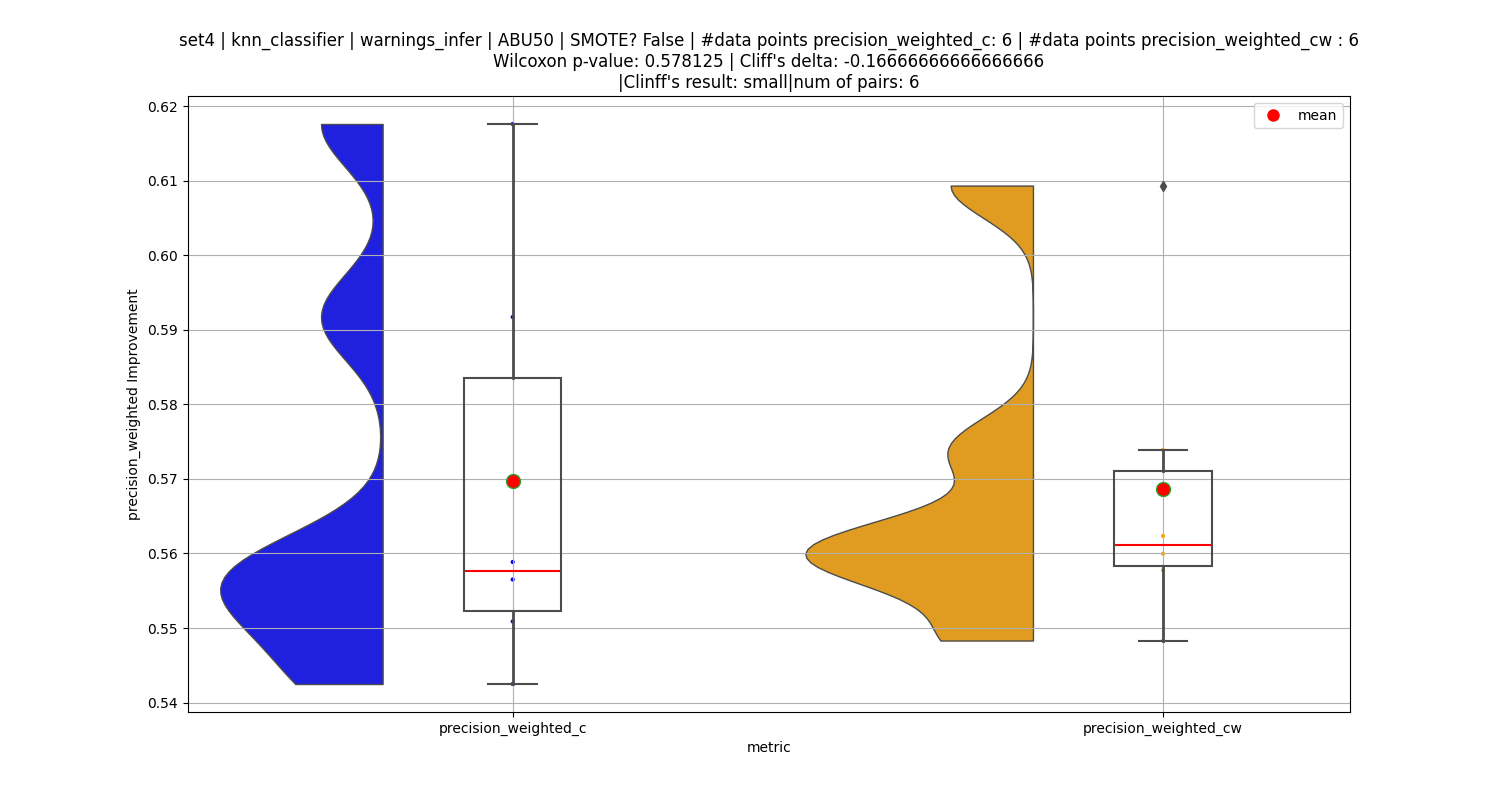 set4 | knn_classifier | warnings_infer | ABU50 | SMOTE? False | #data points precision_weighted_c: 6 | #data points precision_weighted_cw : 6
Wilcoxon p-value: 0.578125 | Cliff's delta: -0.16666666666666666
|Clinff's result: small|num of pairs: 6
mean
0.62
0.61
0.60
0.59
0.58
0.57
0.56
0.55
0.54
precision_weighted Improvement
precision_weighted_c
precision_weighted_cw
metric